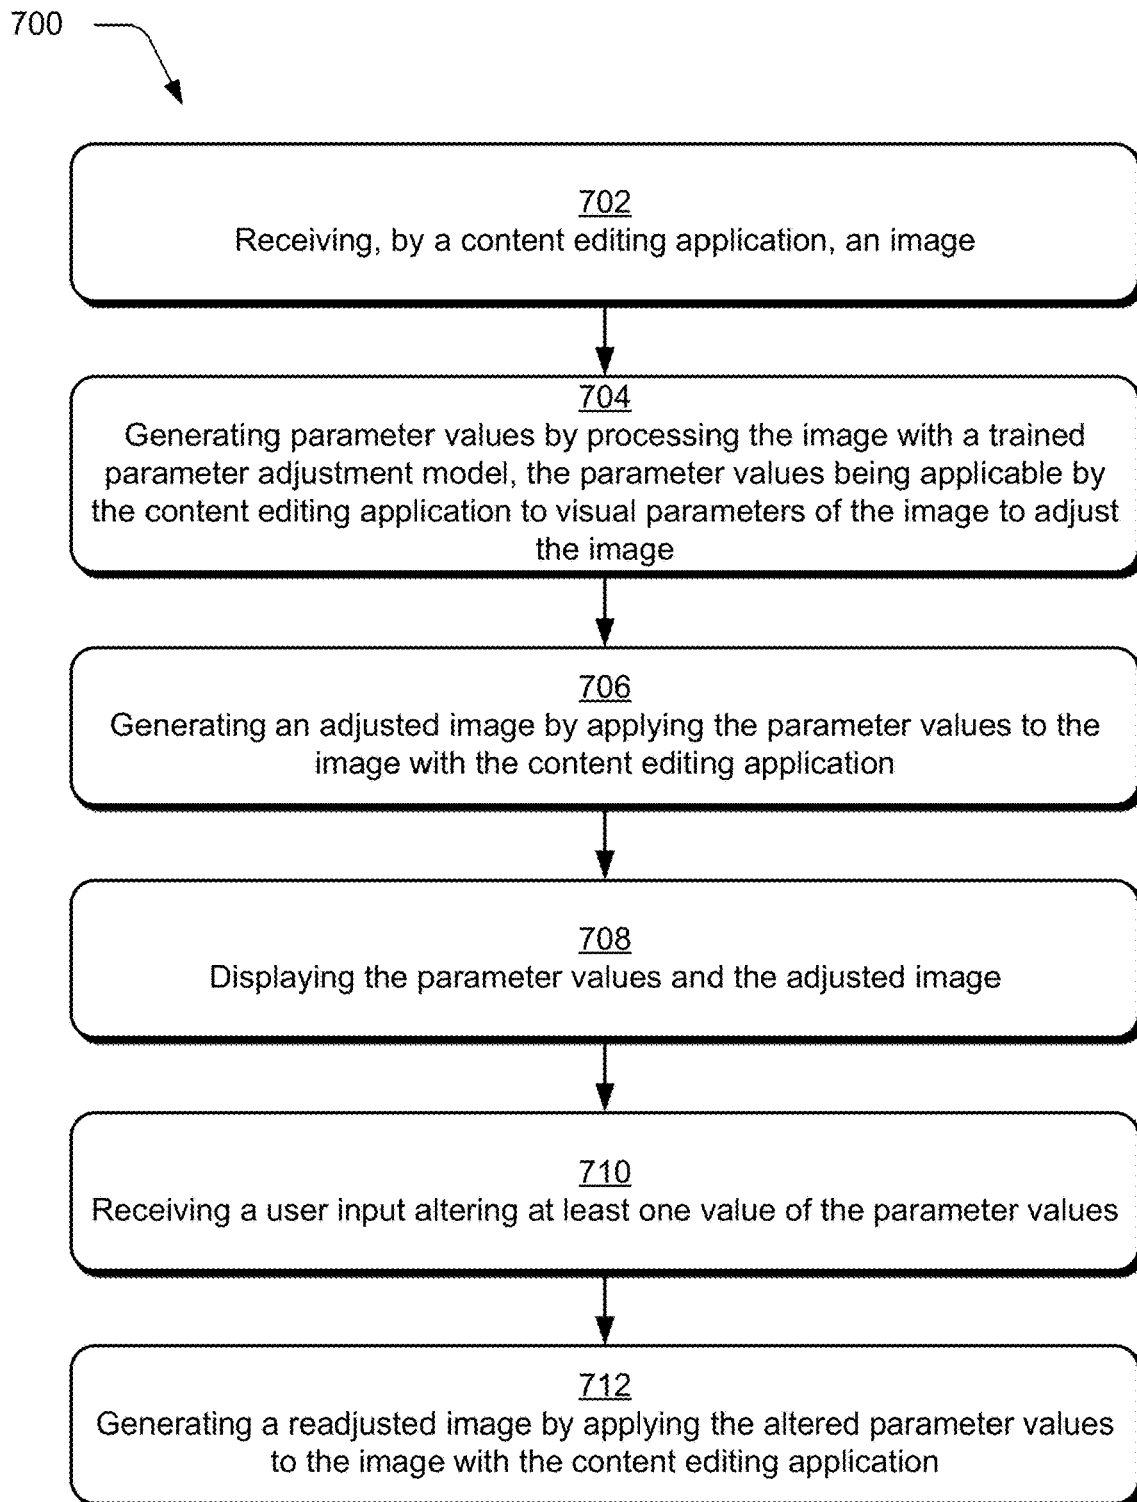 700
702
Receiving, by a content editing application, an image
704
Generating parameter values by processing the image with a trained
parameter adjustment model, the parameter values being applicable by
the content editing application to visual parameters of the image to adjust
the image
706
Generating an adjusted image by applying the parameter values to the
image with the content editing application
708
Displaying the parameter values and the adjusted image
710
Receiving a user input altering at least one value of the parameter values
712
Generating a readjusted image by applying the altered parameter values
to the image with the content editing application